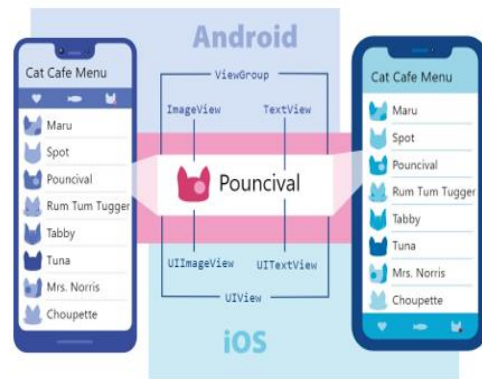 Android
Cat Cafe Menu
Maru
Spot
Pouncival
Rum Tum Tugger
Tabby
Tuna
Mrs. Norris
Choupette
ViewGroup
ImageView TextView
Pouncival
UIImageView UITextView
UIView
iOS
Cat Cafe Menu
Maru
Spot
Pouncival
Rum Tum Tugger
Tabby
Tuna
Mrs. Norris
Choupette